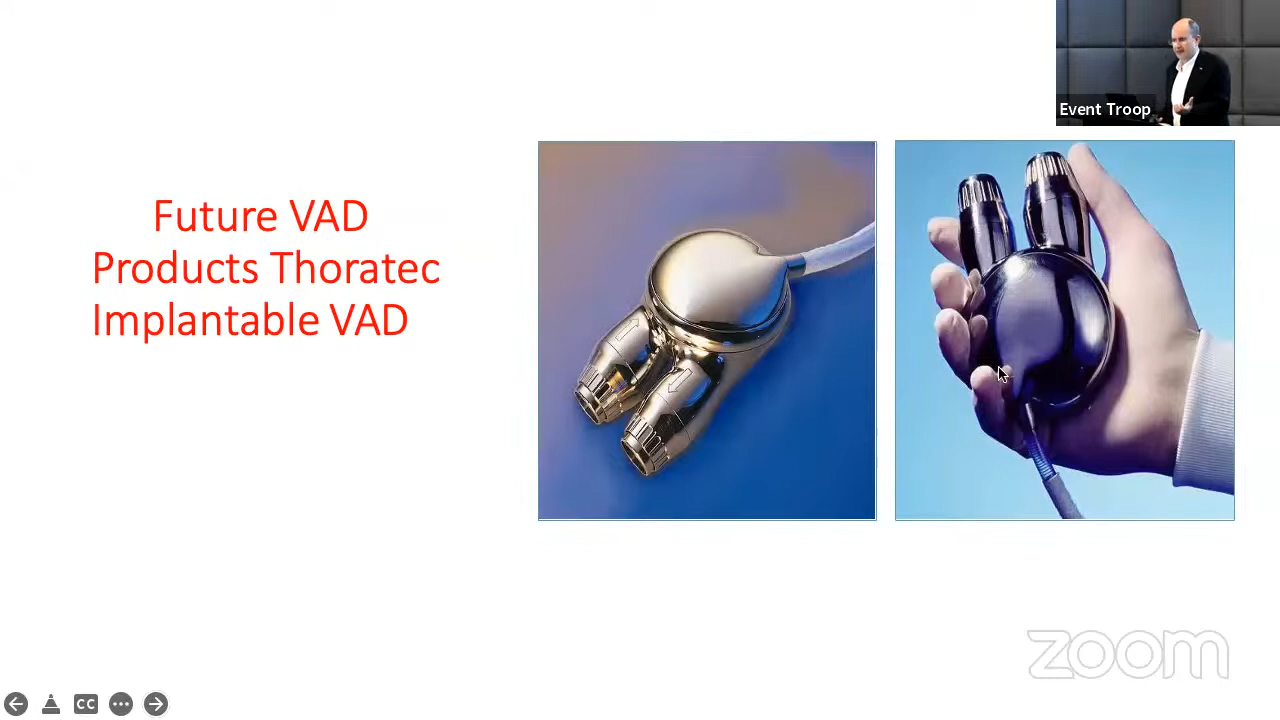 Event Troop
Future VAD
Products Thoratec
Implantable VAD
zoom
CC